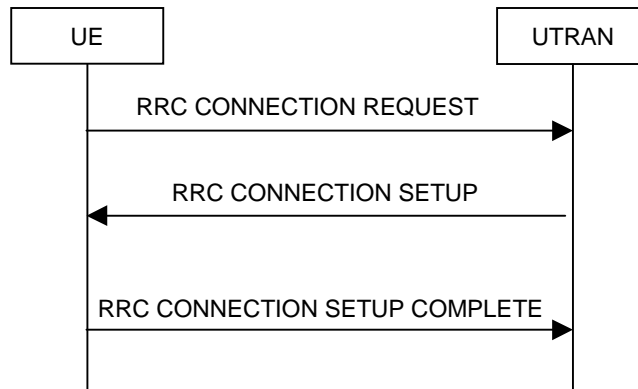 UE
UTRAN
RRC CONNECTION REQUEST
RRC CONNECTION SETUP
RRC CONNECTION SETUP COMPLETE